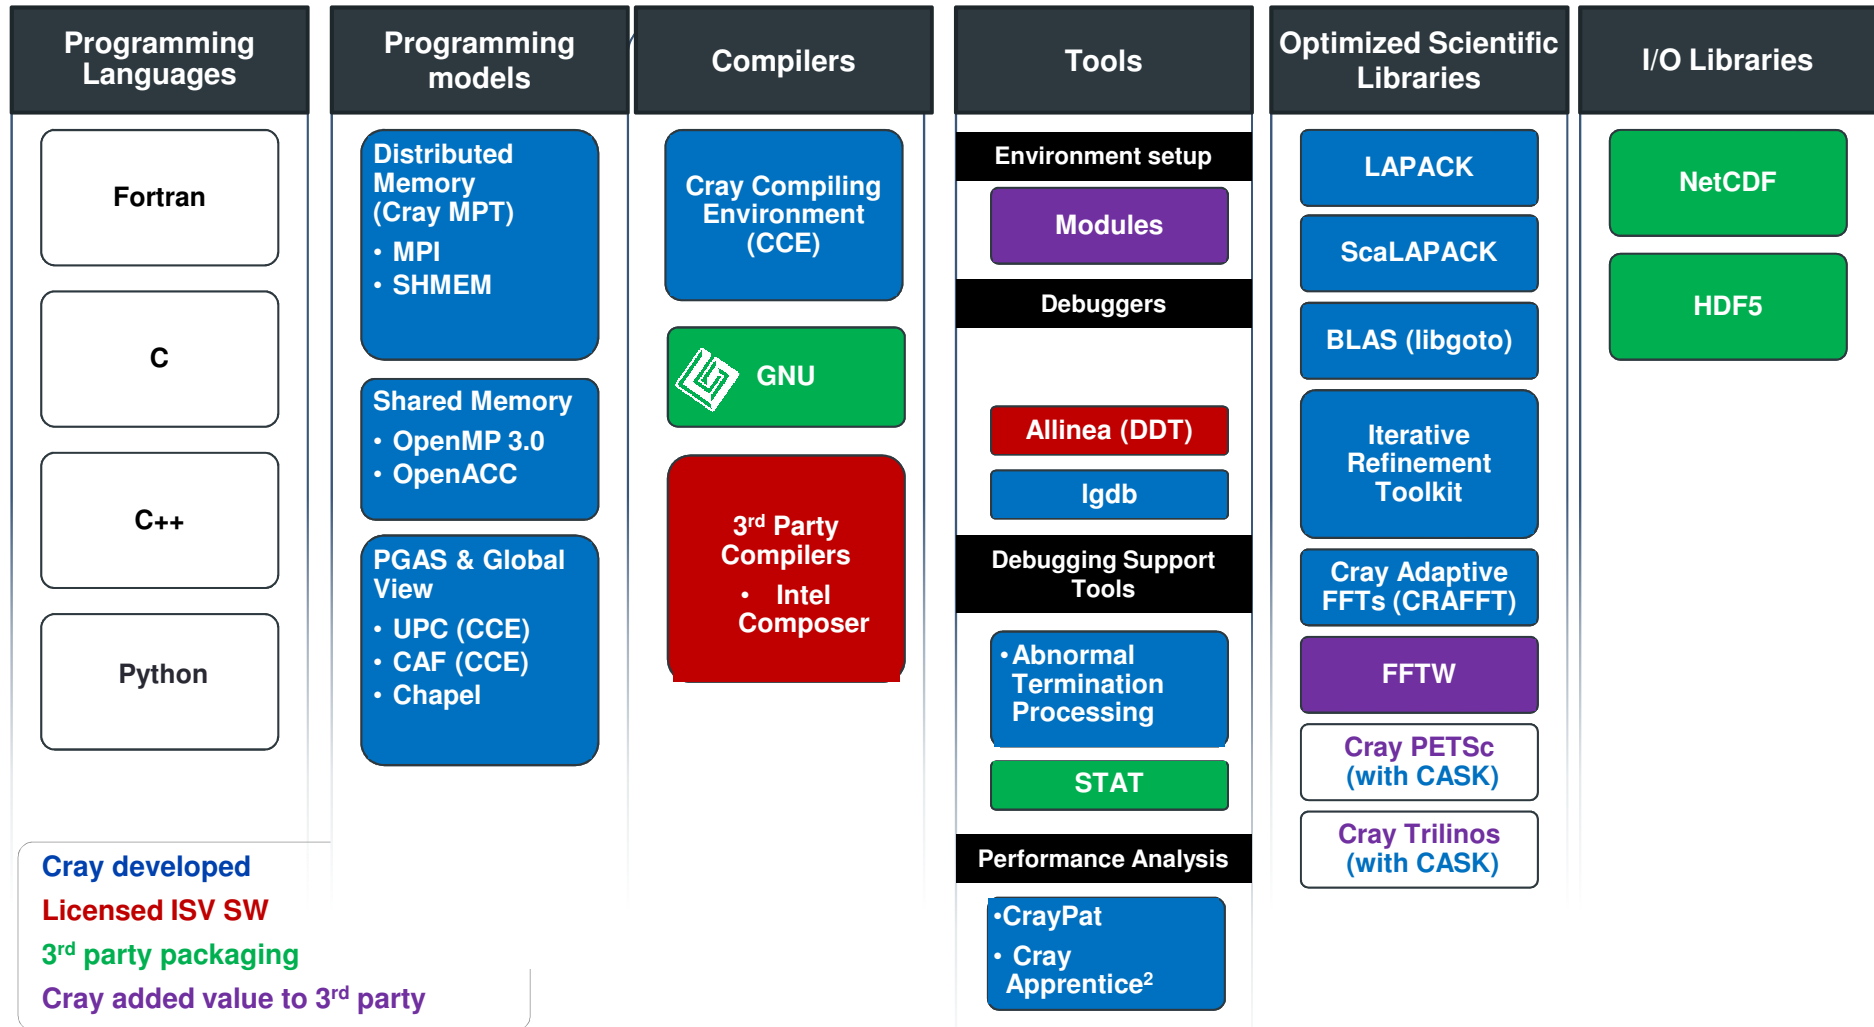 Programming
Languages
Fortran
C
C++
Python
Programming
models
Distributed
Memory
(Cray MPT)
• MPI
• SHMEM
Shared Memory
• OpenMP 3.0
• OpenACC
PGAS & Global
View
• UPC (CCE)
• CAF (CCE)
• Chapel
Compilers
Cray Compiling
Environment
(CCE)
GNU
3rd Party
Compilers
• Intel
Composer
Tools
Environment setup
Modules
Debuggers
Allinea (DDT)
lgdb
Debugging Support
Tools
•Abnormal
Termination
Processing
STAT
Performance Analysis
•CrayPat
• Cray
Apprentice2
Optimized Scientific
Libraries
LAPACK
ScaLAPACK
BLAS (libgoto)
Iterative
Refinement
Toolkit
Cray Adaptive
FFTs (CRAFFT)
FFTW
Cray PETSc
(with CASK)
Cray Trilinos
(with CASK)
I/O Libraries
NetCDF
HDF5
Cray developed
Licensed ISV SW
3rd party packaging
Cray added value to 3rd party